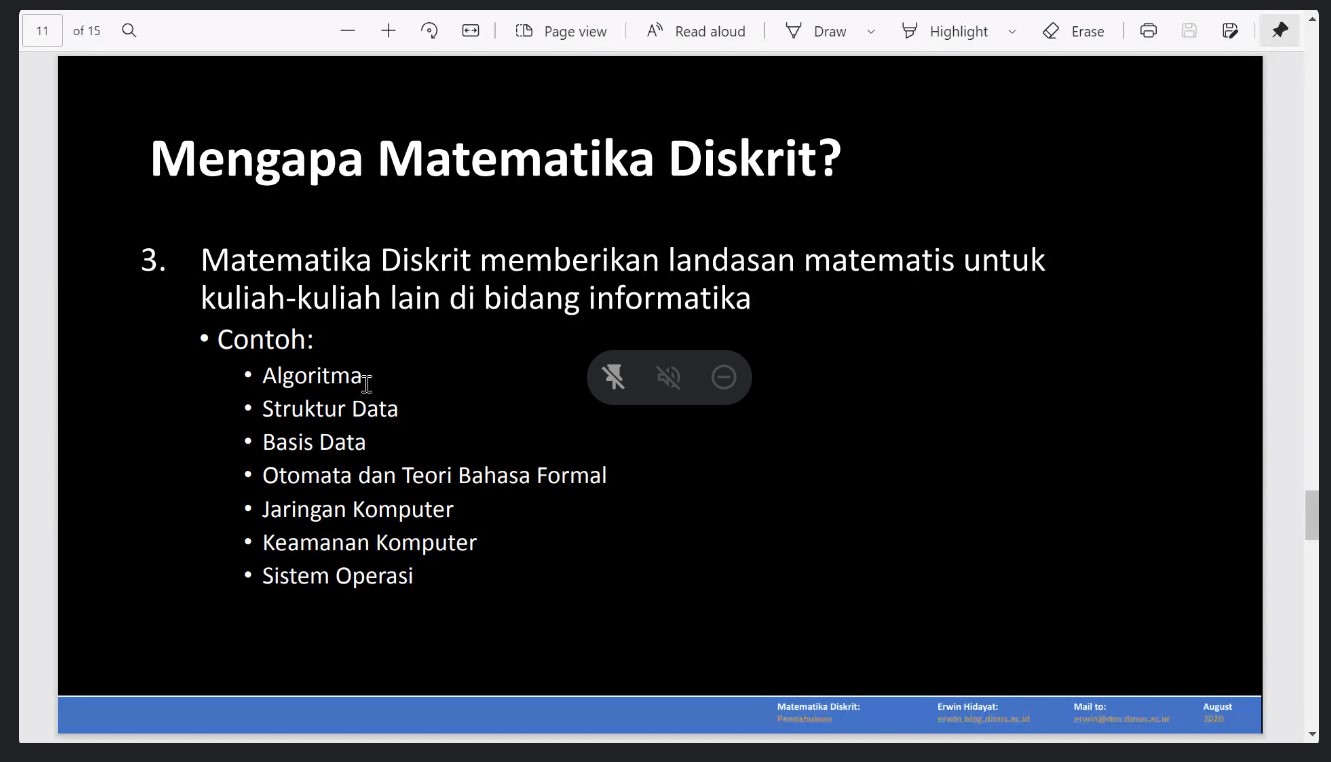 11 of 15 Page view Read aloud Draw Highlight Erase
Mengapa Matematika Diskrit?
3. Matematika Diskrit memberikan landasan matematis untuk
kuliah-kuliah lain di bidang informatika
• Contoh:
• Algoritma
• Struktur Data
• Basis Data
• Otomata dan Teori Bahasa Formal
• Jaringan Komputer
• Keamanan Komputer
• Sistem Operasi
Matematika Diskrit: Erwin Hidayat: Mail to: August
Pendahuluan 2020